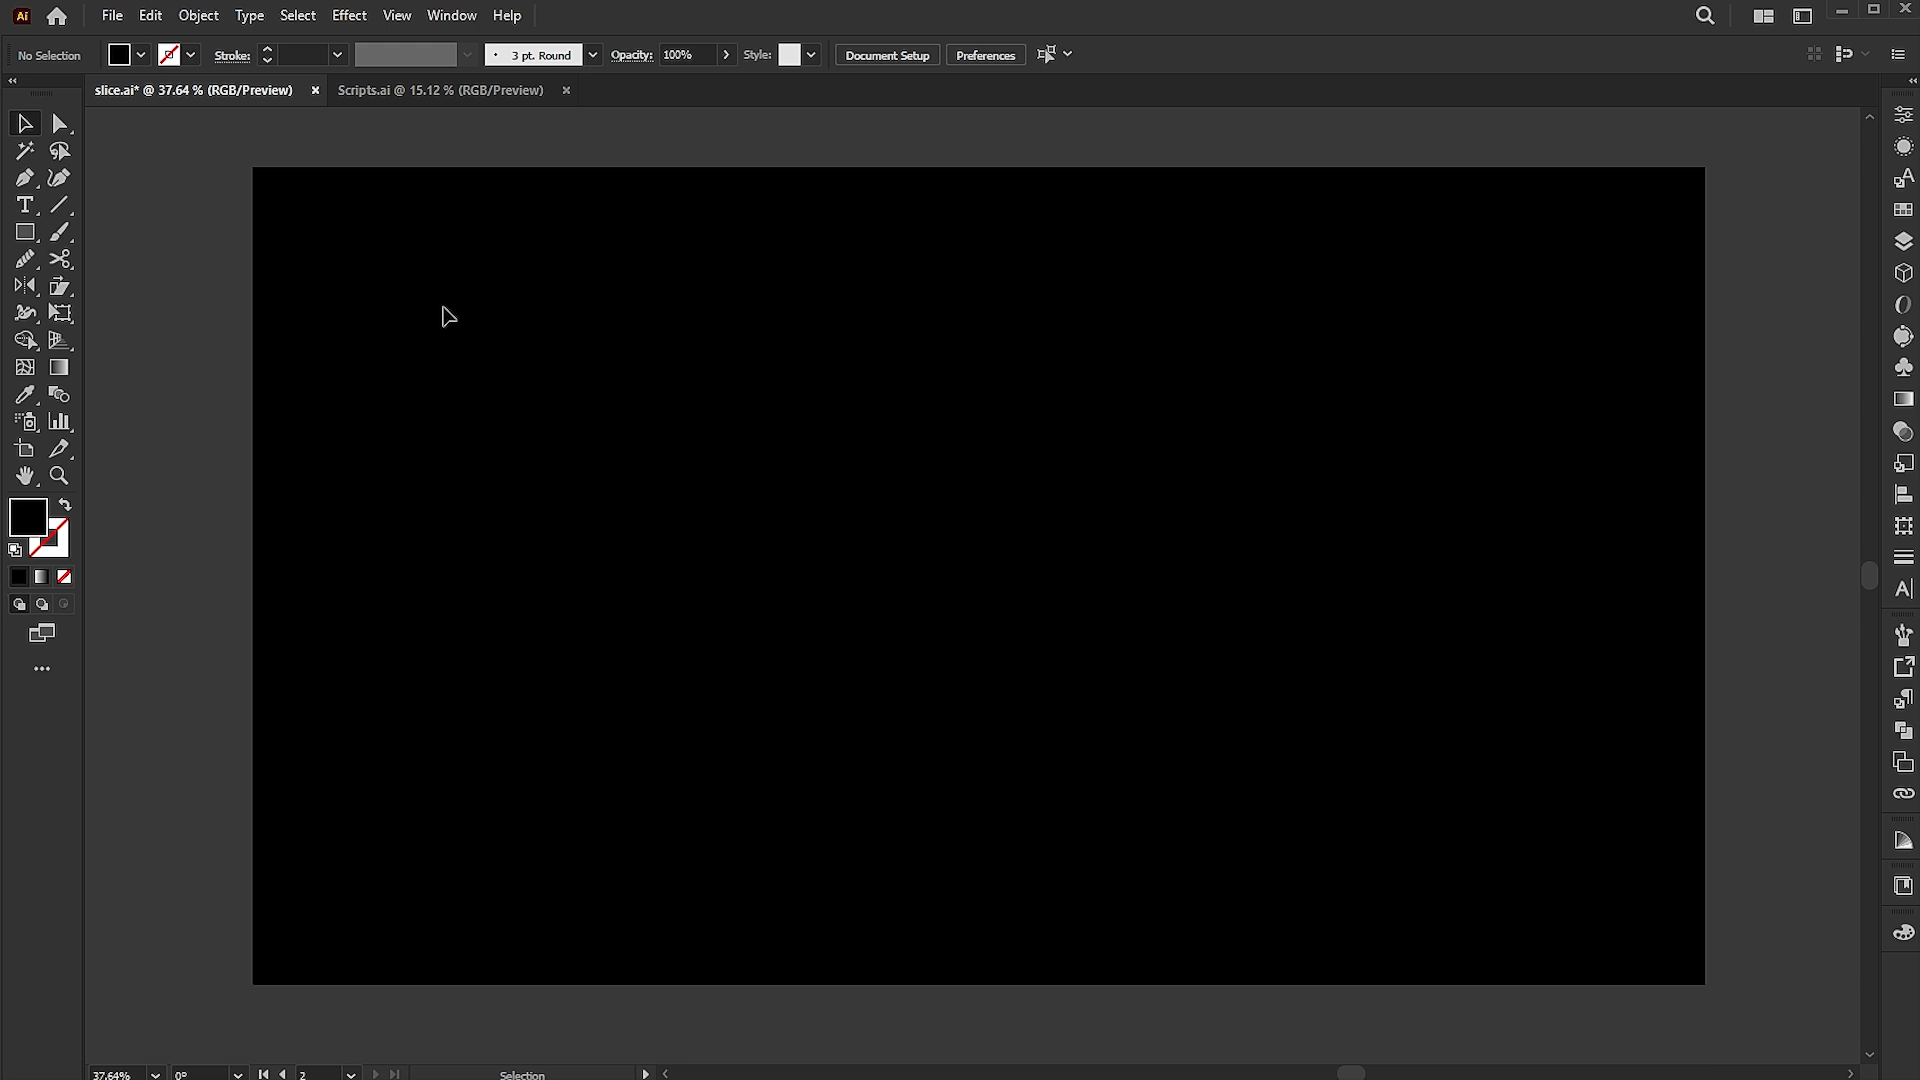 Ai File Edit Object Type Select Effect View Window Help
No Selection Stroke: 3 pt. Round Opacity: 100% Style: Document Setup Preferences
slice.ai* @ 37.64 % (RGB/Preview) Scripts.ai @ 15.12 % (RGB/Preview)
37.64% 0° 2 Selection